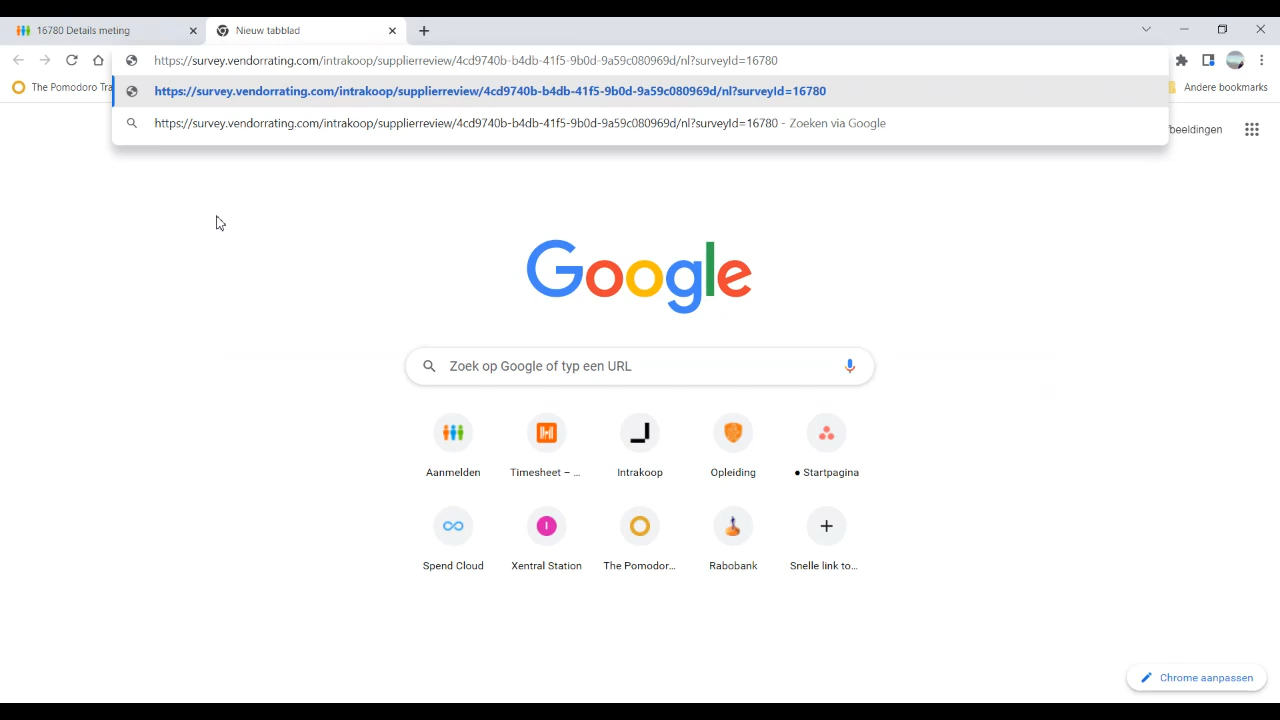 16780 Details meting
Nieuw tabblad
https://survey.vendorrating.com/intrakoop/supplierreview/4cd9740b-b4db-41f5-9b0d-9a59c080969d/nl?surveyId=16780
The Pomodoro Tra
https://survey.vendorrating.com/intrakoop/supplierreview/4cd9740b-b4db-41f5-9b0d-9a59c080969d/nl?surveyId=16780
Andere bookmarks
https://survey.vendorrating.com/intrakoop/supplierreview/4cd9740b-b4db-41f5-9b0d-9a59c080969d/nl?surveyId=16780 - Zoeken via Google
beeldingen
Google
Zoek op Google of typ een URL
Aanmelden
Timesheet – ...
Intrakoop
Opleiding
• Startpagina
Spend Cloud
Xentral Station
The Pomodor...
Rabobank
Snelle link to...
Chrome aanpassen